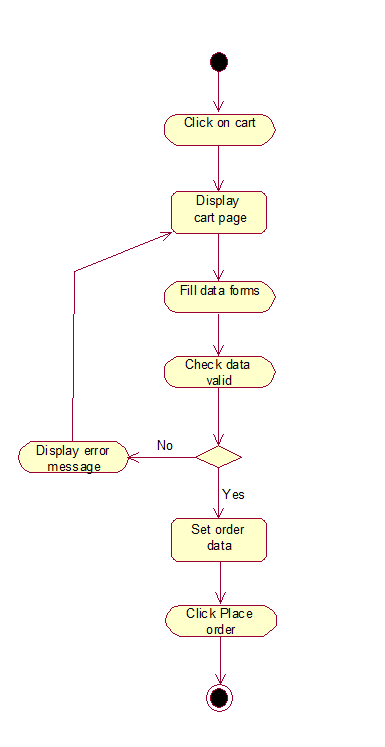 Click on cart
Display
cart page
Fill data forms
Check data
valid
No
Display error
message
Yes
Set order
data
Click Place
order